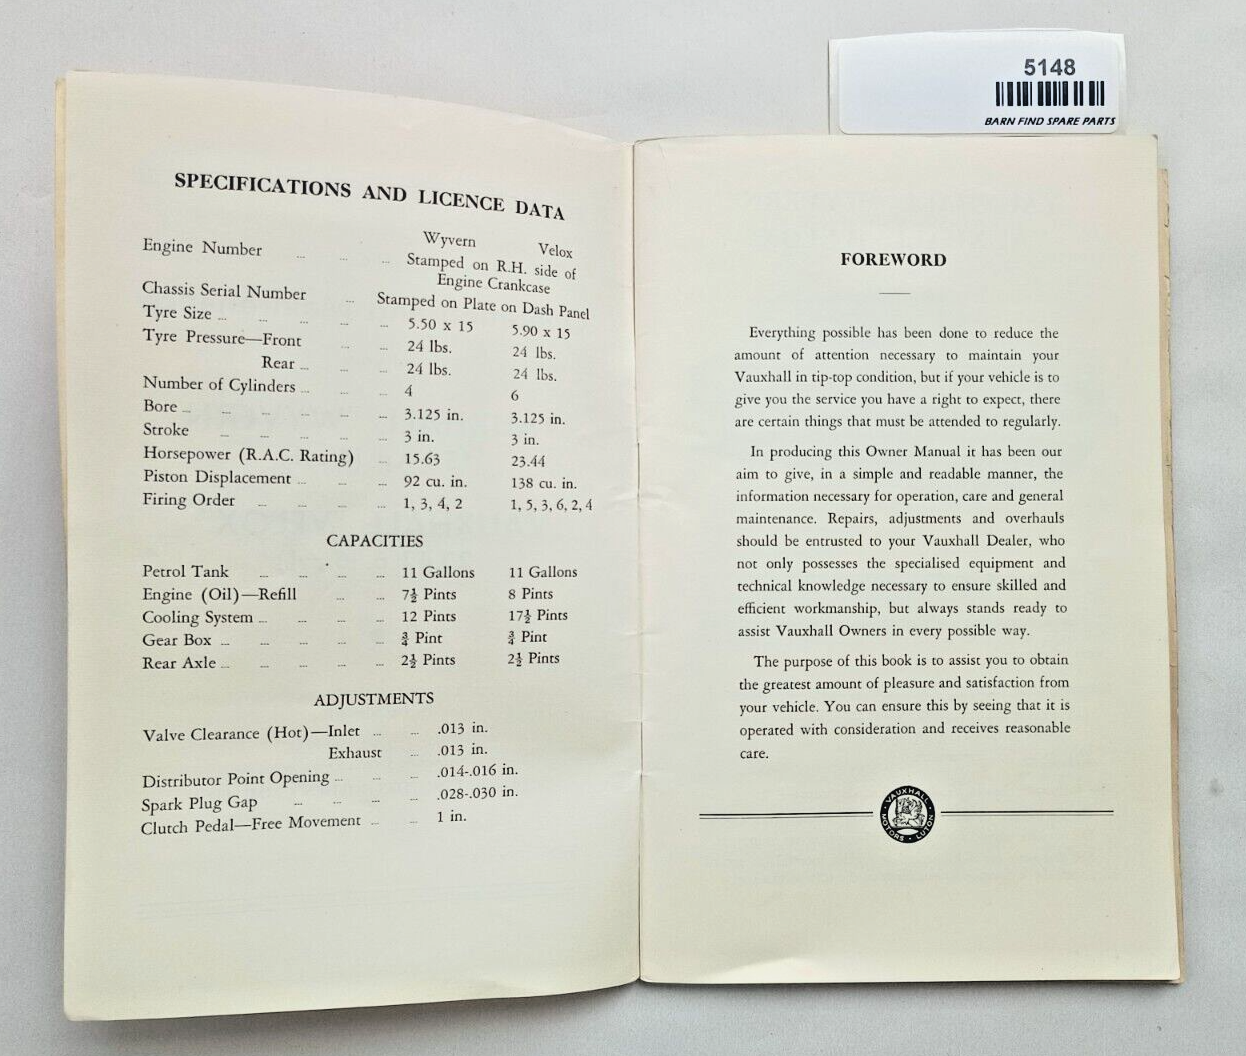 5148
BARN FIND SPARE PARTS
SPECIFICATIONS AND LICENCE DATA
Wyvern Velox
Engine Number ... ... ... Stamped on R.H. side of
Engine Crankcase
Chassis Serial Number ... Stamped on Plate on Dash Panel
Tyre Size ... ... ... ... ... 5.50 x 15 5.90 x 15
Tyre Pressure—Front ... ... 24 lbs. 24 lbs.
Rear ... ... ... 24 lbs. 24 lbs.
Number of Cylinders ... ... ... 4 6
Bore ... ... ... ... ... ... 3.125 in. 3.125 in.
Stroke ... ... ... ... ... 3 in. 3 in.
Horsepower (R.A.C. Rating) ... 15.63 23.44
Piston Displacement ... ... ... 92 cu. in. 138 cu. in.
Firing Order ... ... ... ... 1, 3, 4, 2 1, 5, 3, 6, 2, 4
CAPACITIES
Petrol Tank ... ... ... ... 11 Gallons 11 Gallons
Engine (Oil)—Refill ... ... 7½ Pints 8 Pints
Cooling System ... ... ... ... 12 Pints 17½ Pints
Gear Box ... ... ... ... ... ¾ Pint ¾ Pint
Rear Axle ... ... ... ... ... 2½ Pints 2½ Pints
ADJUSTMENTS
Valve Clearance (Hot)—Inlet ... ... .013 in.
Exhaust ... .013 in.
Distributor Point Opening ... ... ... .014-.016 in.
Spark Plug Gap ... ... ... ... .028-.030 in.
Clutch Pedal—Free Movement ... ... 1 in.
FOREWORD
Everything possible has been done to reduce the
amount of attention necessary to maintain your
Vauxhall in tip-top condition, but if your vehicle is to
give you the service you have a right to expect, there
are certain things that must be attended to regularly.
In producing this Owner Manual it has been our
aim to give, in a simple and readable manner, the
information necessary for operation, care and general
maintenance. Repairs, adjustments and overhauls
should be entrusted to your Vauxhall Dealer, who
not only possesses the specialised equipment and
technical knowledge necessary to ensure skilled and
efficient workmanship, but always stands ready to
assist Vauxhall Owners in every possible way.
The purpose of this book is to assist you to obtain
the greatest amount of pleasure and satisfaction from
your vehicle. You can ensure this by seeing that it is
operated with consideration and receives reasonable
care.
VAUXHALL
MOTORS · LUTON